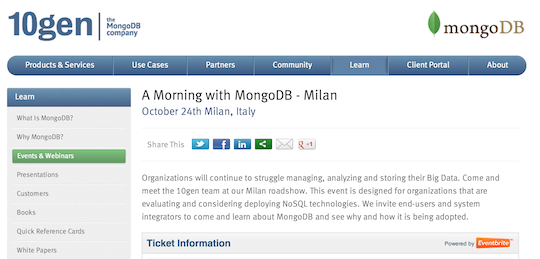 10gen the MongoDB company
mongoDB
Products & Services Use Cases Partners Community Learn Client Portal About
Learn
What Is MongoDB?
Why MongoDB?
Events & Webinars
Presentations
Customers
Books
Quick Reference Cards
White Papers
A Morning with MongoDB - Milan
October 24th Milan, Italy
Share This
+1
Organizations will continue to struggle managing, analyzing and storing their Big Data. Come and
meet the 10gen team at our Milan roadshow. This event is designed for organizations that are
evaluating and considering deploying NoSQL technologies. We invite end-users and system
integrators to come and learn about MongoDB and see why and how it is being adopted.
Ticket Information Powered by Eventbrite